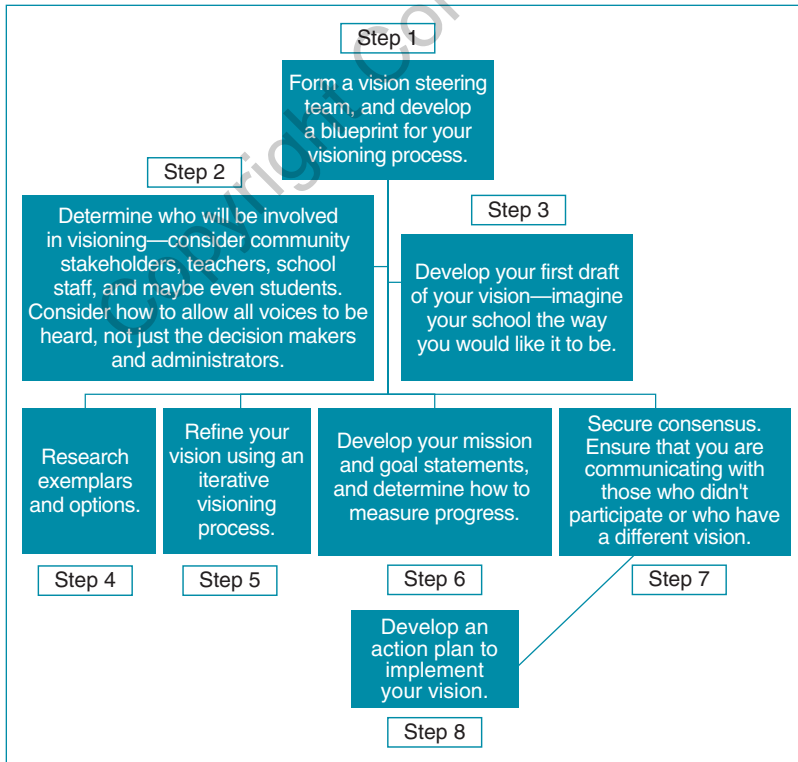 Step 1
Form a vision steering
team, and develop
a blueprint for your
visioning process.
Step 2
Determine who will be involved
in visioning—consider community
stakeholders, teachers, school
staff, and maybe even students.
Consider how to allow all voices to be
heard, not just the decision makers
and administrators.
Step 3
Develop your first draft
of your vision—imagine
your school the way
you would like it to be.
Research
exemplars
and options.
Step 4
Refine your
vision using an
iterative
visioning
process.
Step 5
Develop your mission
and goal statements,
and determine how to
measure progress.
Step 6
Secure consensus.
Ensure that you are
communicating with
those who didn't
participate or who have
a different vision.
Step 7
Develop an
action plan to
implement
your vision.
Step 8
Copyright